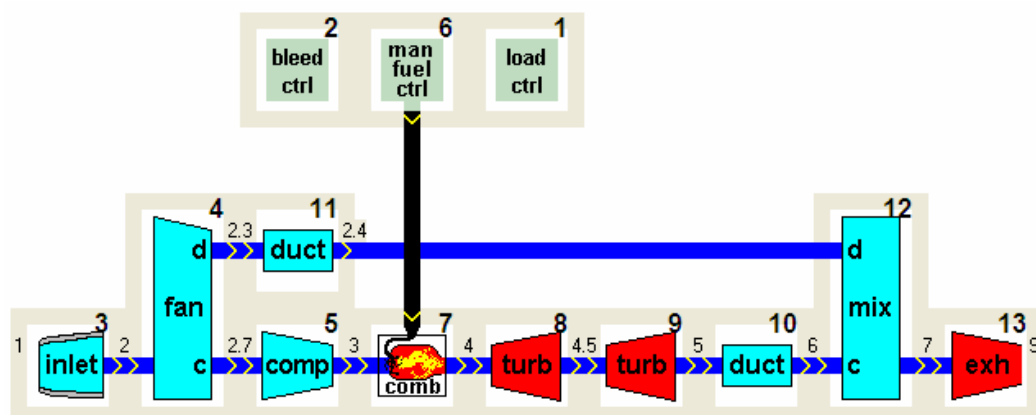 2 6 1
bleed ctrl
man fuel ctrl
load ctrl
4 2.3 11 2.4 12
d duct d
fan mix
1 3 2 2.7 5 3 7 4 8 4.5 9 5 10 6 7 13 9
inlet c comp comb turb turb duct c exh